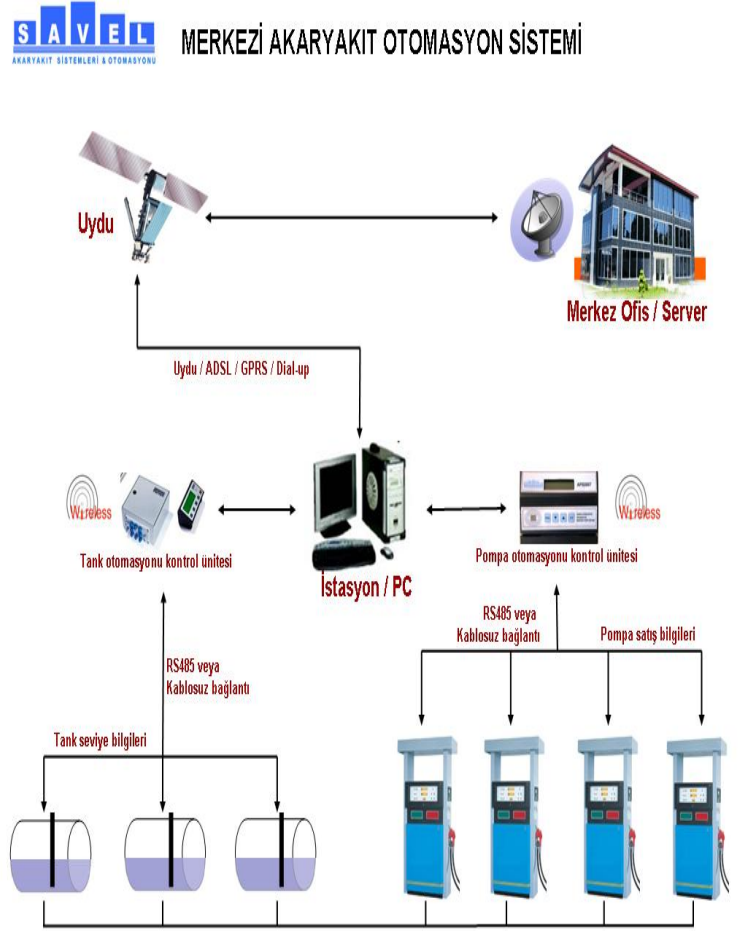 SAVEL
AKARYAKIT SİSTEMLERİ & OTOMASYONU
MERKEZİ AKARYAKIT OTOMASYON SİSTEMİ
Uydu
Merkez Ofis / Server
Uydu / ADSL / GPRS / Dial-up
Wireless
Wireless
Tank otomasyonu kontrol ünitesi
İstasyon / PC
Pompa otomasyonu kontrol ünitesi
RS485 veya
Kablosuz bağlantı
Pompa satış bilgileri
RS485 veya
Kablosuz bağlantı
Tank seviye bilgileri